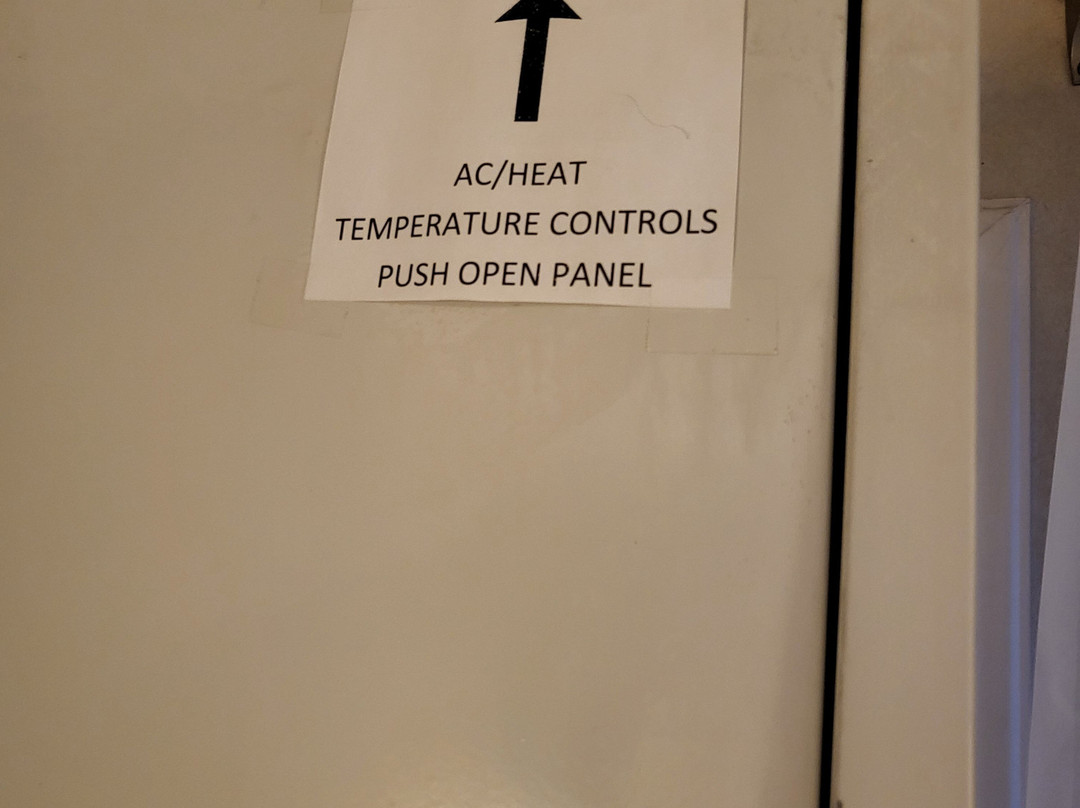 AC/HEAT
TEMPERATURE CONTROLS
PUSH OPEN PANEL